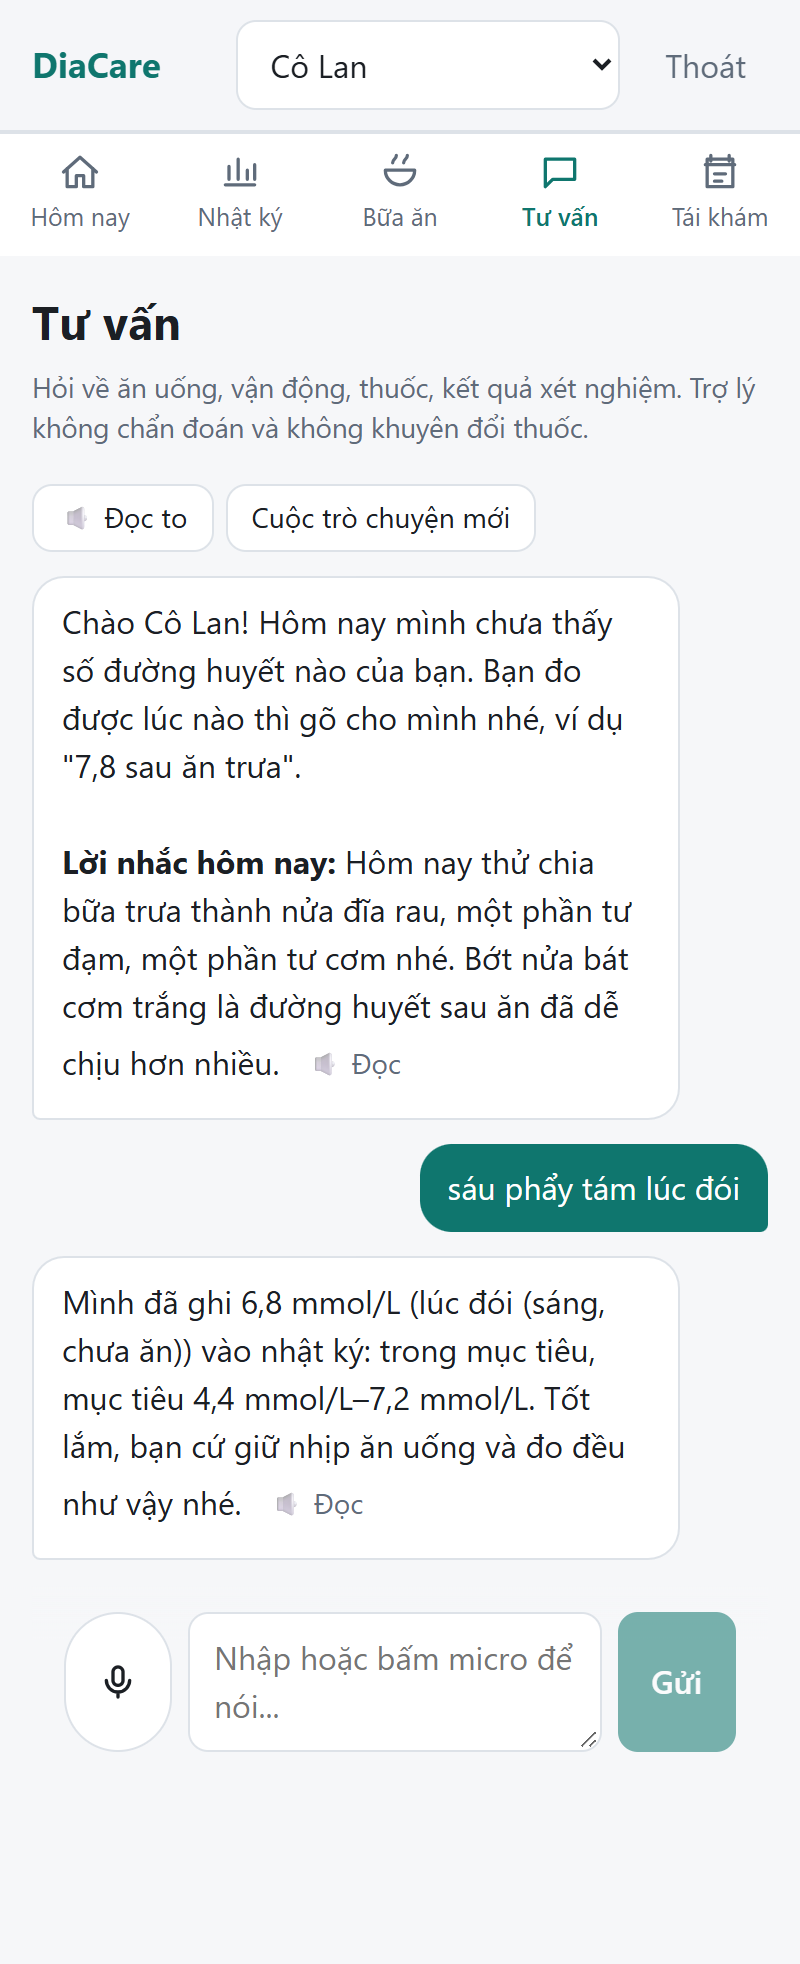 DiaCare
Cô Lan
Thoát
Hôm nay
Nhật ký
Bữa ăn
Tư vấn
Tái khám
Tư vấn
Hỏi về ăn uống, vận động, thuốc, kết quả xét nghiệm. Trợ lý
không chẩn đoán và không khuyên đổi thuốc.
Đọc to
Cuộc trò chuyện mới
Chào Cô Lan! Hôm nay mình chưa thấy
số đường huyết nào của bạn. Bạn đo
được lúc nào thì gõ cho mình nhé, ví dụ
"7,8 sau ăn trưa".
Lời nhắc hôm nay: Hôm nay thử chia
bữa trưa thành nửa đĩa rau, một phần tư
đạm, một phần tư cơm nhé. Bớt nửa bát
cơm trắng là đường huyết sau ăn đã dễ
chịu hơn nhiều. Đọc
sáu phẩy tám lúc đói
Mình đã ghi 6,8 mmol/L (lúc đói (sáng,
chưa ăn)) vào nhật ký: trong mục tiêu,
mục tiêu 4,4 mmol/L–7,2 mmol/L. Tốt
lắm, bạn cứ giữ nhịp ăn uống và đo đều
như vậy nhé. Đọc
Nhập hoặc bấm micro để
nói...
Gửi